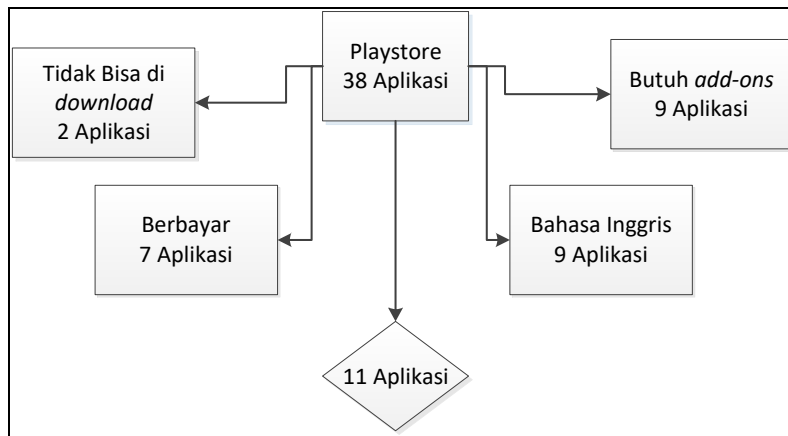 Playstore
38 Aplikasi
Tidak Bisa di
download
2 Aplikasi
Butuh add-ons
9 Aplikasi
Berbayar
7 Aplikasi
Bahasa Inggris
9 Aplikasi
11 Aplikasi